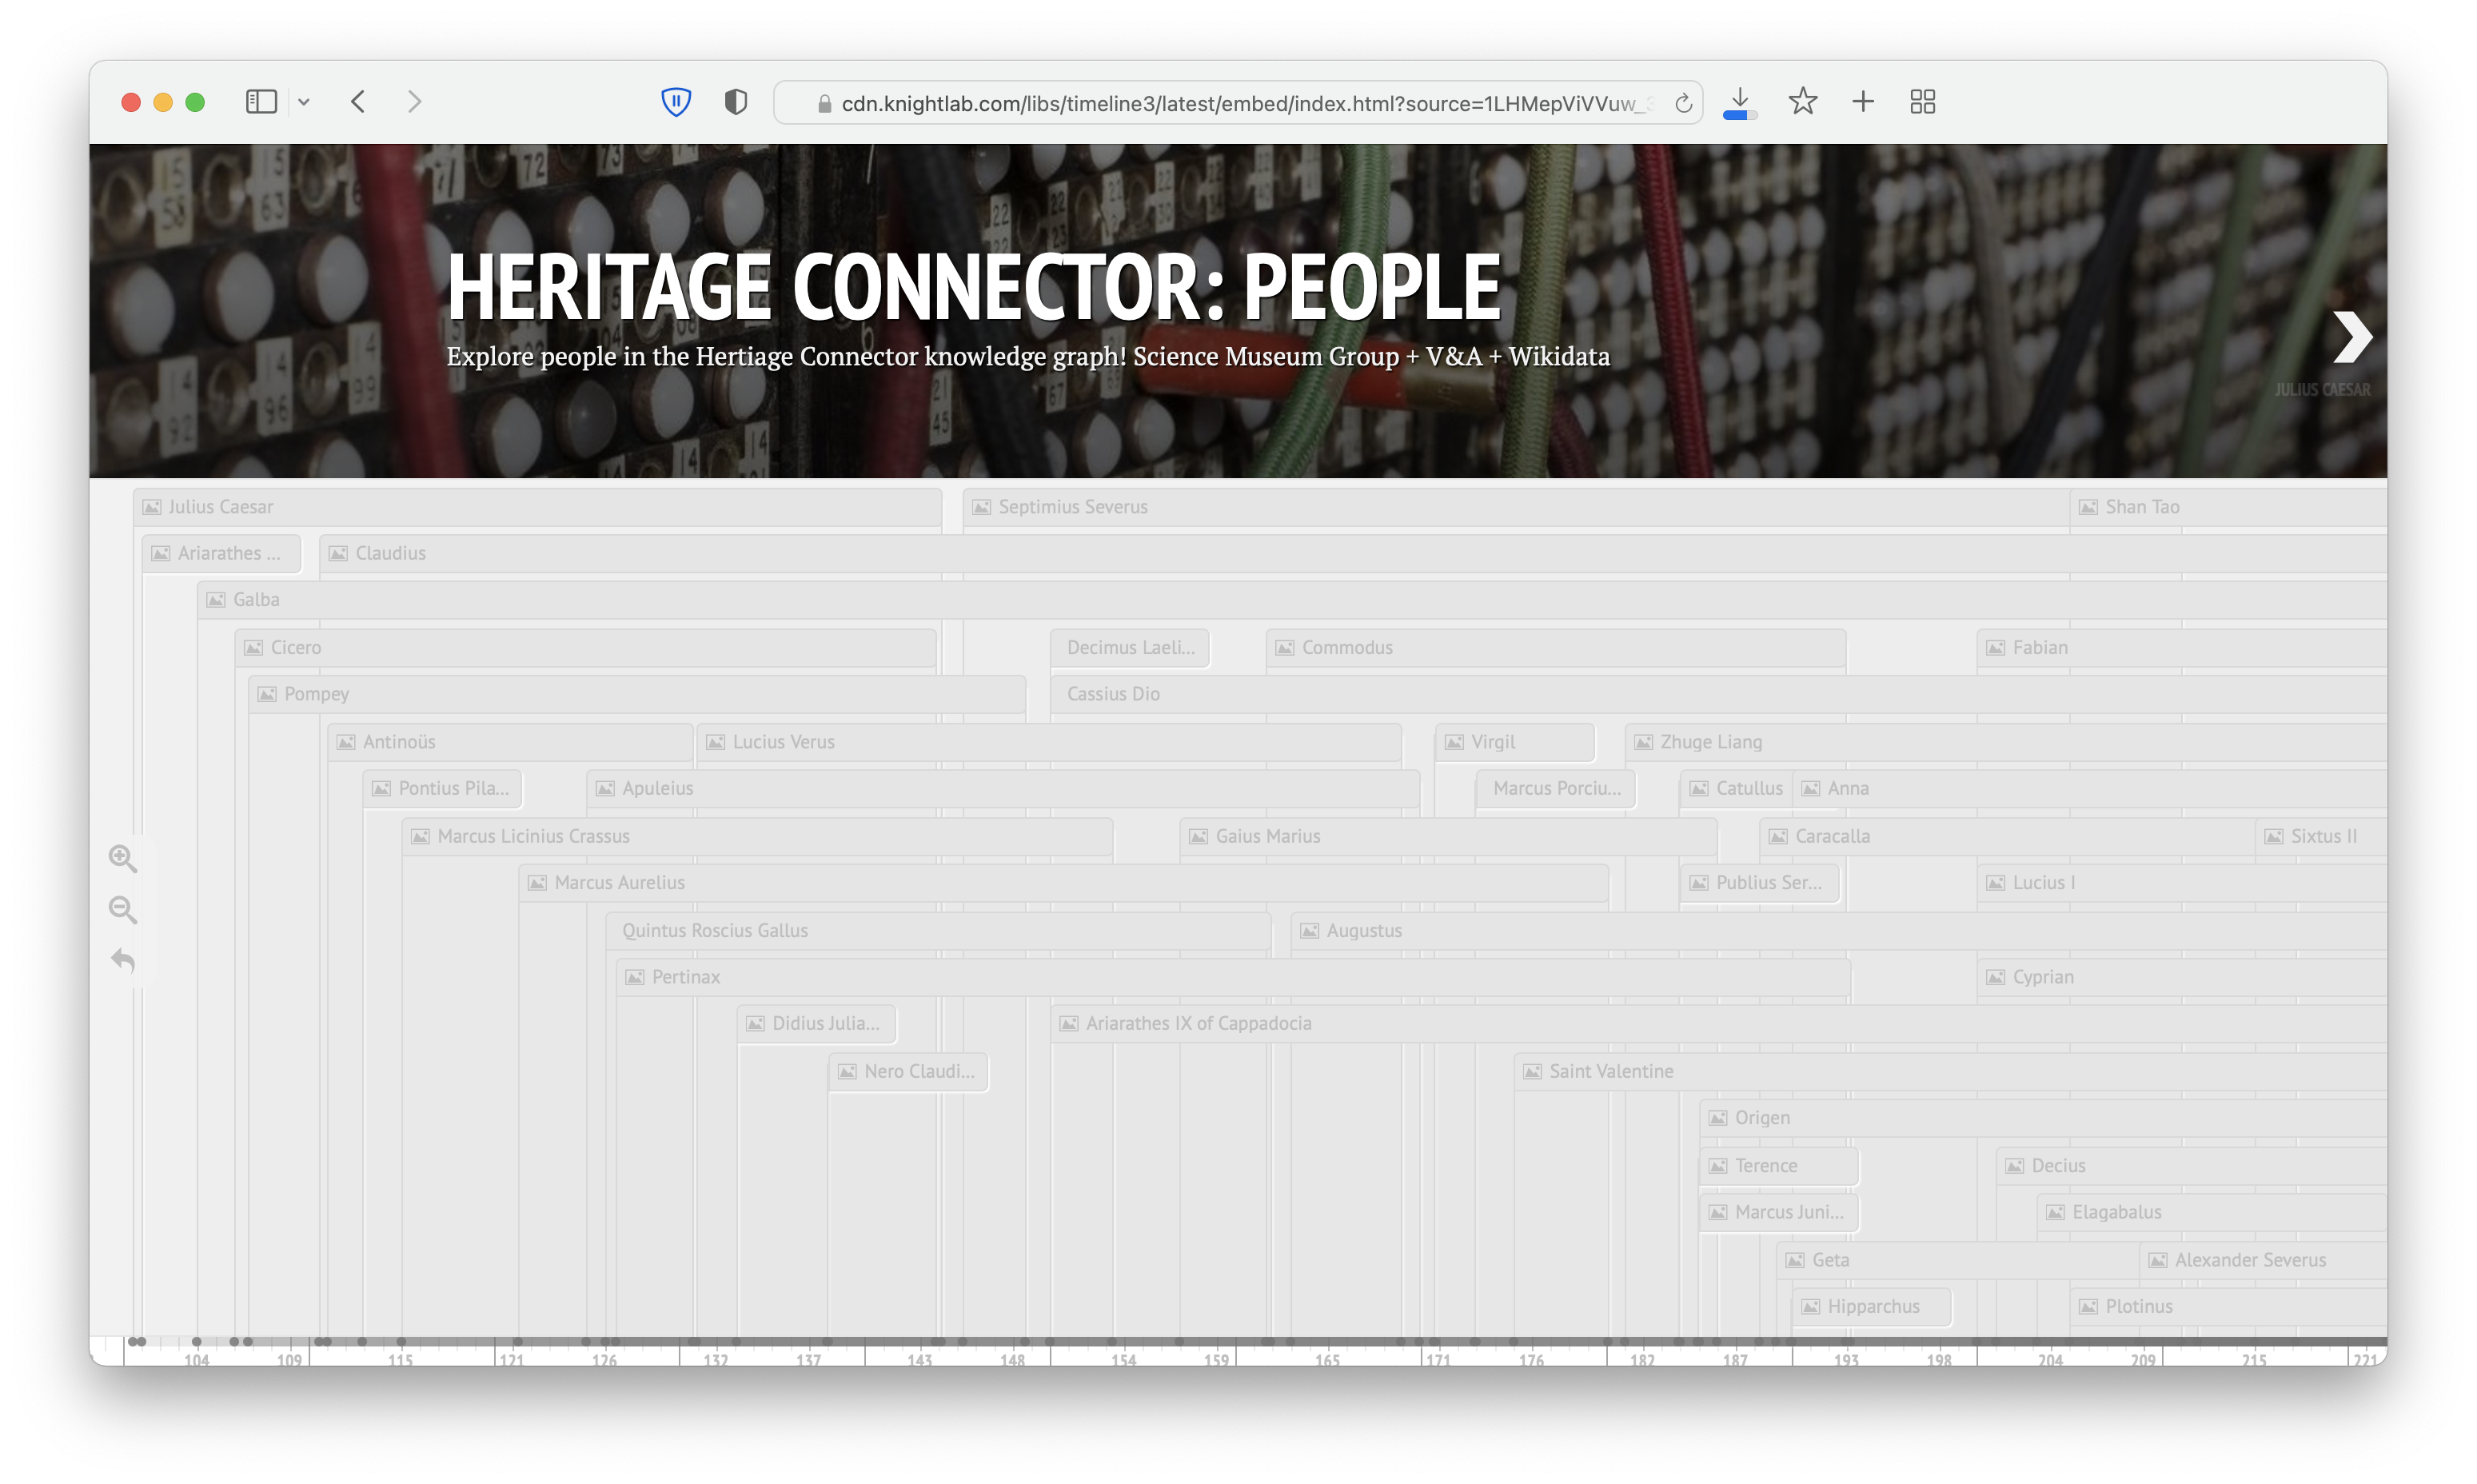 cdn.knightlab.com/libs/timeline3/latest/embed/index.html?source=1LHMepViVVuw_
HERITAGE CONNECTOR: PEOPLE
Explore people in the Hertiage Connector knowledge graph! Science Museum Group + V&A + Wikidata
JULIUS CAESAR
Julius Caesar
Septimius Severus
Shan Tao
Ariarathes ...
Claudius
Galba
Cicero
Decimus Laeli...
Commodus
Fabian
Pompey
Cassius Dio
Antinoüs
Lucius Verus
Virgil
Zhuge Liang
Pontius Pila...
Apuleius
Marcus Porciu...
Catullus
Anna
Marcus Licinius Crassus
Gaius Marius
Caracalla
Sixtus II
Marcus Aurelius
Publius Ser...
Lucius I
Quintus Roscius Gallus
Augustus
Pertinax
Cyprian
Didius Julia...
Ariarathes IX of Cappadocia
Nero Claudi...
Saint Valentine
Origen
Terence
Decius
Marcus Juni...
Elagabalus
Geta
Alexander Severus
Hipparchus
Plotinus
104 109 115 121 126 132 137 143 148 154 159 165 171 176 182 187 193 198 204 209 215 221